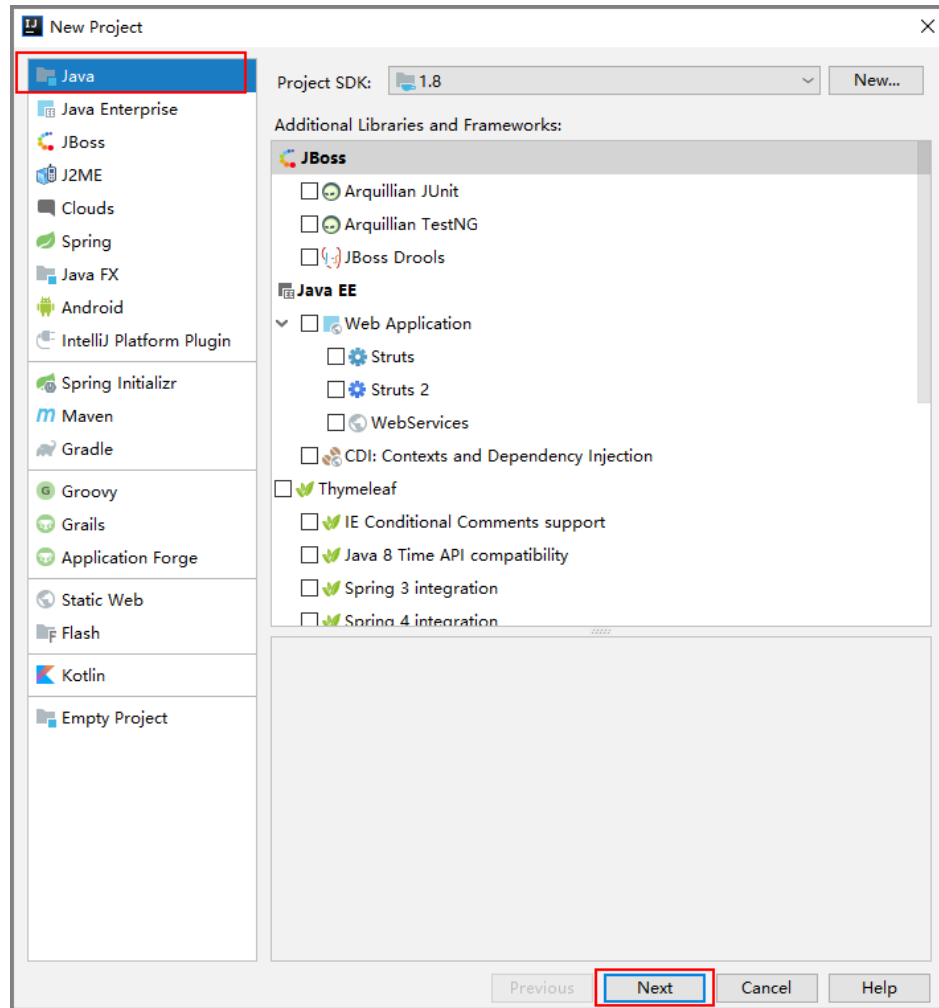 New Project
Java
Java Enterprise
JBoss
J2ME
Clouds
Spring
Java FX
Android
IntelliJ Platform Plugin
Spring Initializr
Maven
Gradle
Groovy
Grails
Application Forge
Static Web
Flash
Kotlin
Empty Project
Project SDK: 1.8 New...
Additional Libraries and Frameworks:
JBoss
Arquillian JUnit
Arquillian TestNG
JBoss Drools
Java EE
Web Application
Struts
Struts 2
WebServices
CDI: Contexts and Dependency Injection
Thymeleaf
IE Conditional Comments support
Java 8 Time API compatibility
Spring 3 integration
Spring 4 integration
Previous Next Cancel Help